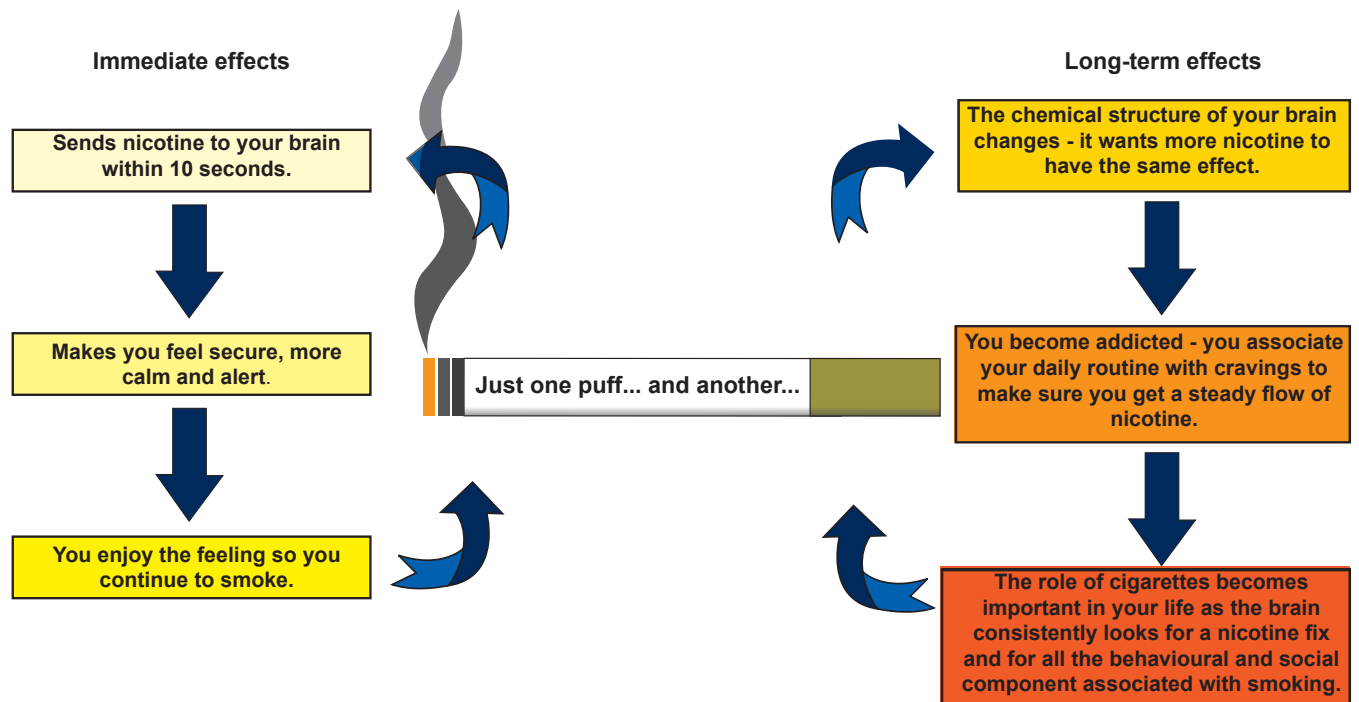 Immediate effects
Sends nicotine to your brain
within 10 seconds.
Makes you feel secure, more
calm and alert.
You enjoy the feeling so you
continue to smoke.
Just one puff... and another...
Long-term effects
The chemical structure of your brain
changes - it wants more nicotine to
have the same effect.
You become addicted - you associate
your daily routine with cravings to
make sure you get a steady flow of
nicotine.
The role of cigarettes becomes
important in your life as the brain
consistently looks for a nicotine fix
and for all the behavioural and social
component associated with smoking.